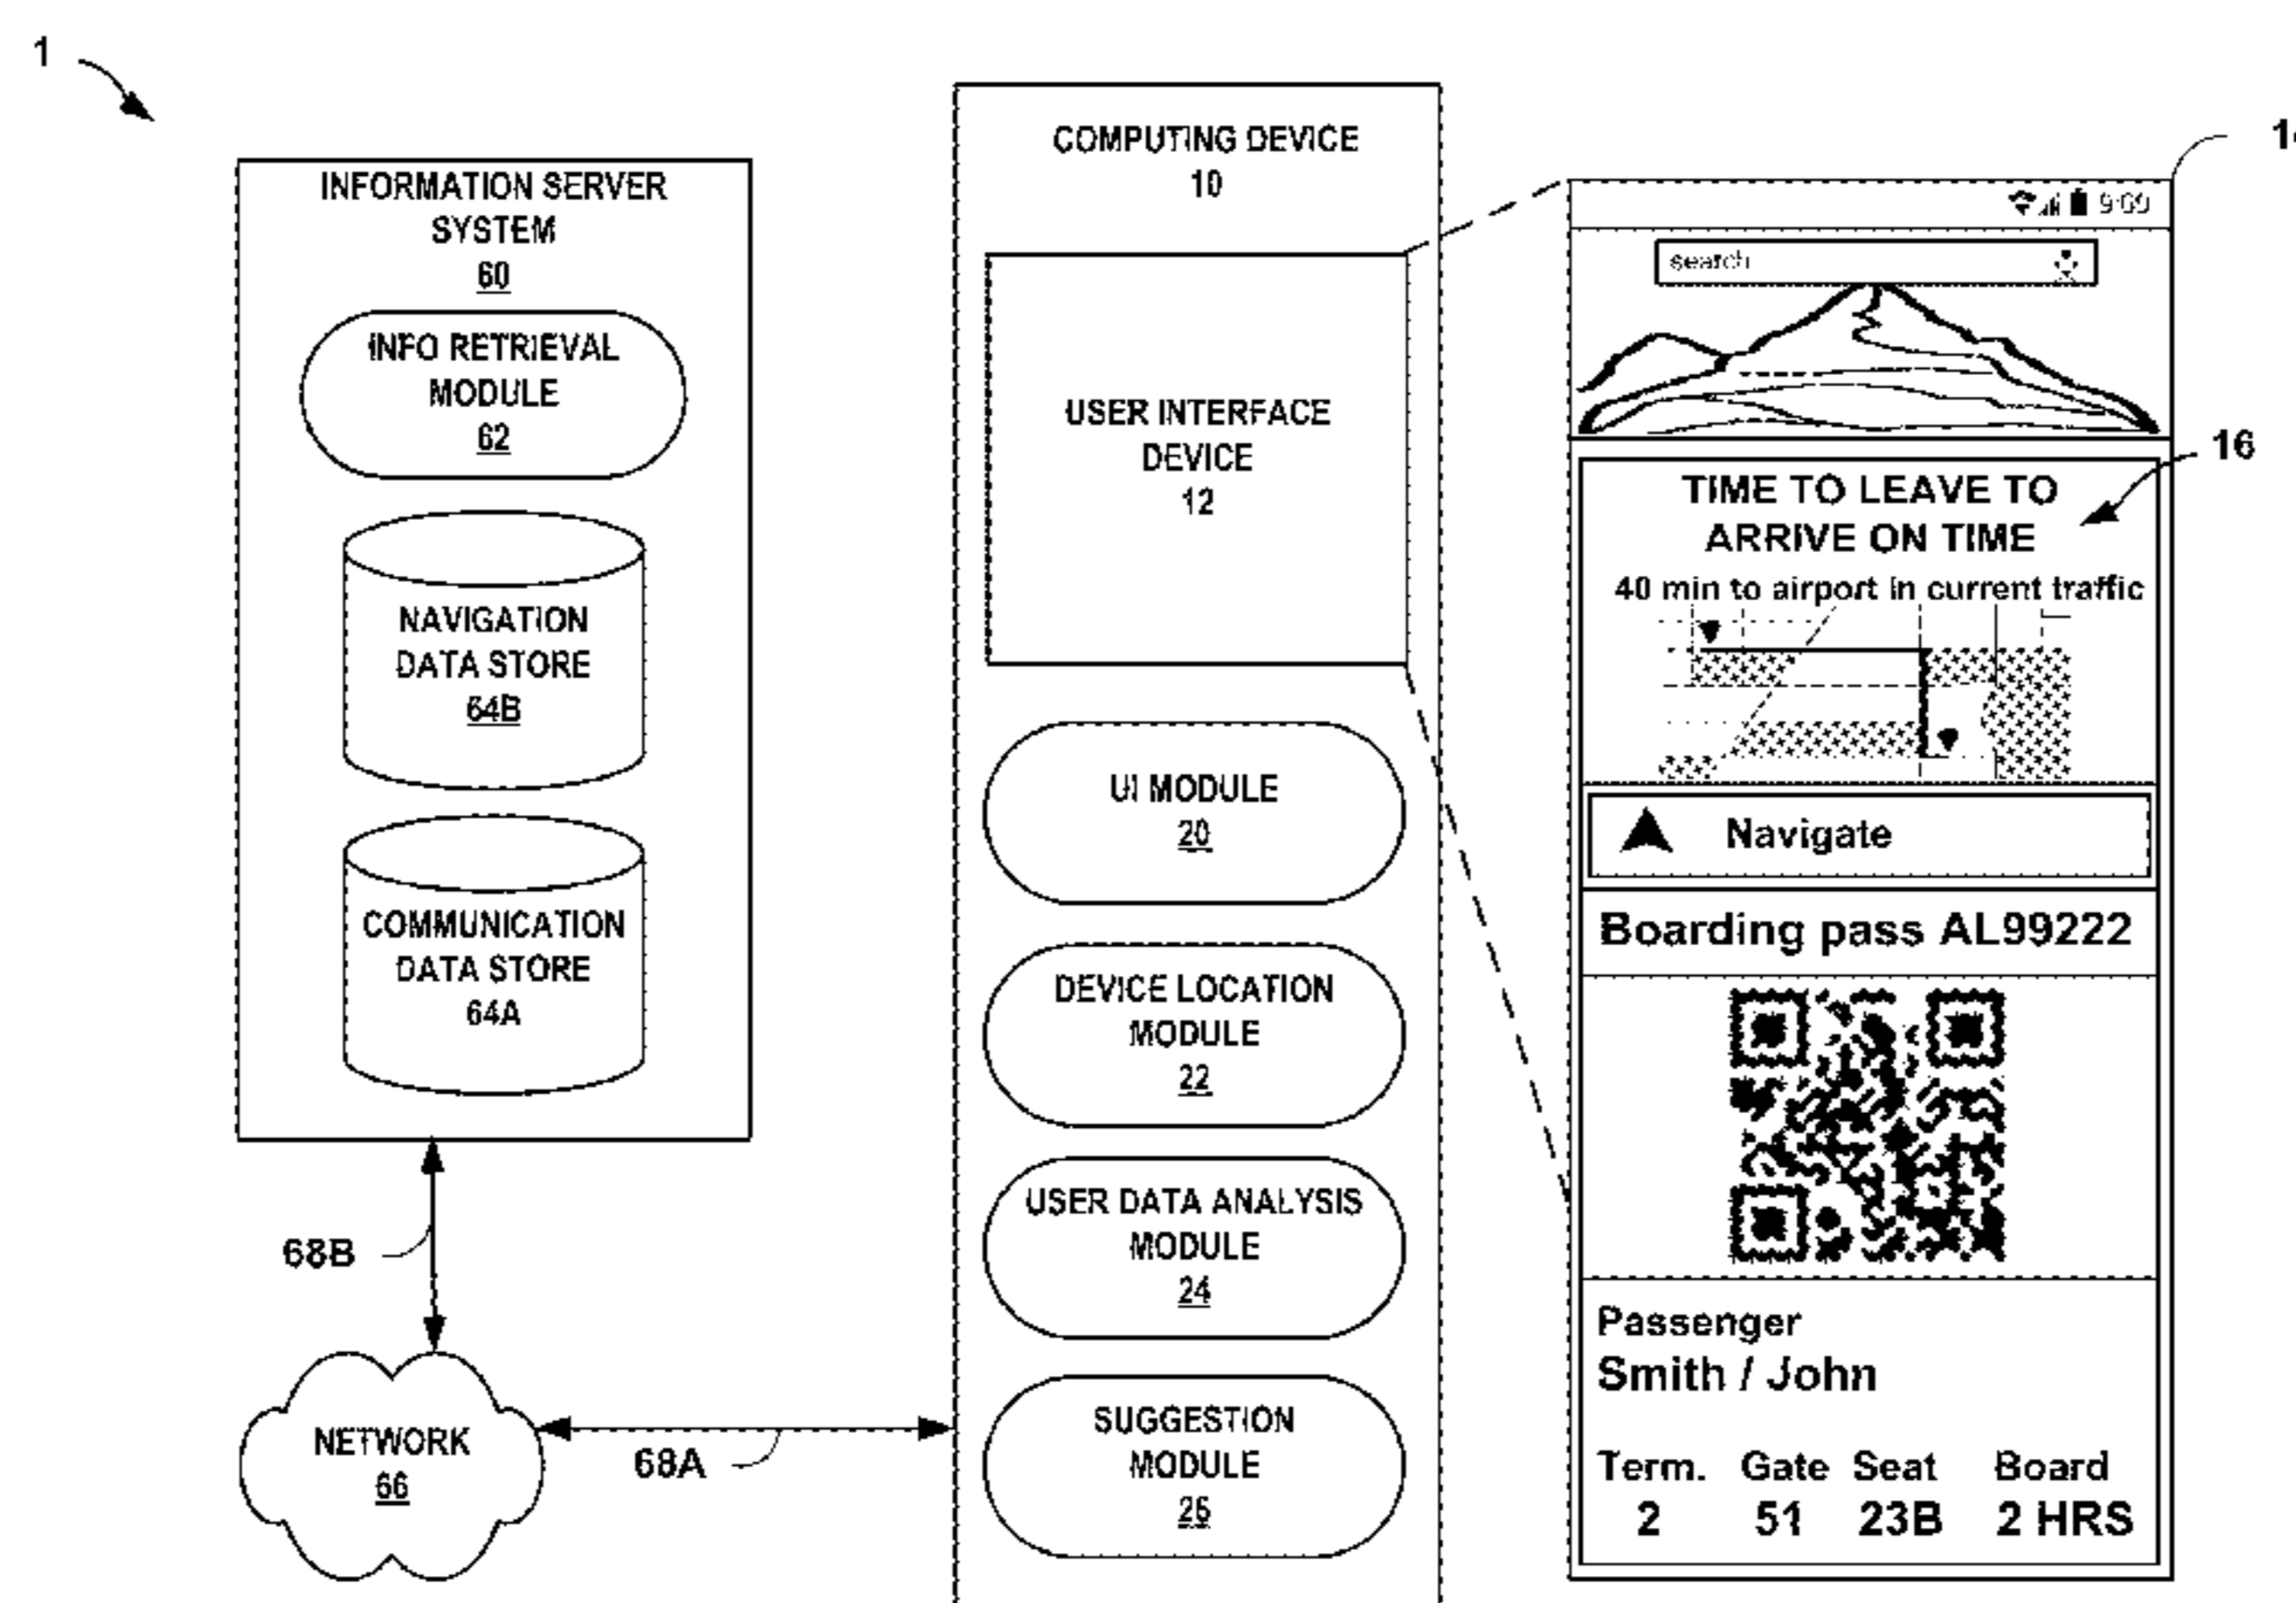 1
INFORMATION SERVER
SYSTEM
60
INFO RETRIEVAL
MODULE
62
NAVIGATION
DATA STORE
64B
COMMUNICATION
DATA STORE
64A
68B
NETWORK
66
68A
COMPUTING DEVICE
10
USER INTERFACE
DEVICE
12
UI MODULE
20
DEVICE LOCATION
MODULE
22
USER DATA ANALYSIS
MODULE
24
SUGGESTION
MODULE
26
search
16
TIME TO LEAVE TO
ARRIVE ON TIME
40 min to airport in current traffic
Navigate
Boarding pass AL99222
Passenger
Smith / John
Term. Gate Seat Board
2 51 23B 2 HRS